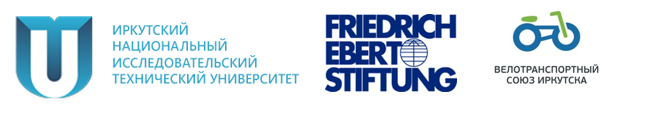 ИРКУТСКИЙ
НАЦИОНАЛЬНЫЙ
ИССЛЕДОВАТЕЛЬСКИЙ
ТЕХНИЧЕСКИЙ УНИВЕРСИТЕТ
FRIEDRICH
EBERT
STIFTUNG
ВЕЛОТРАНСПОРТНЫЙ
СОЮЗ ИРКУТСКА